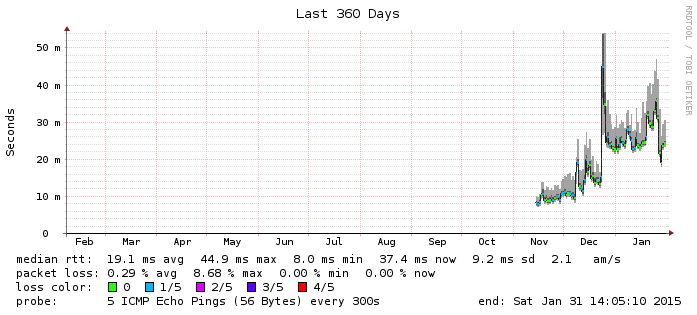 Last 360 Days
RRDTOOL / TOBI OETIKER
Seconds
50 m
40 m
30 m
20 m
10 m
0
Feb Mar Apr May Jun Jul Aug Sep Oct Nov Dec Jan
median rtt: 19.1 ms avg 44.9 ms max 8.0 ms min 37.4 ms now 9.2 ms sd 2.1 am/s
packet loss: 0.29 % avg 8.68 % max 0.00 % min 0.00 % now
loss color: 0 1/5 2/5 3/5 4/5
probe: 5 ICMP Echo Pings (56 Bytes) every 300s end: Sat Jan 31 14:05:10 2015